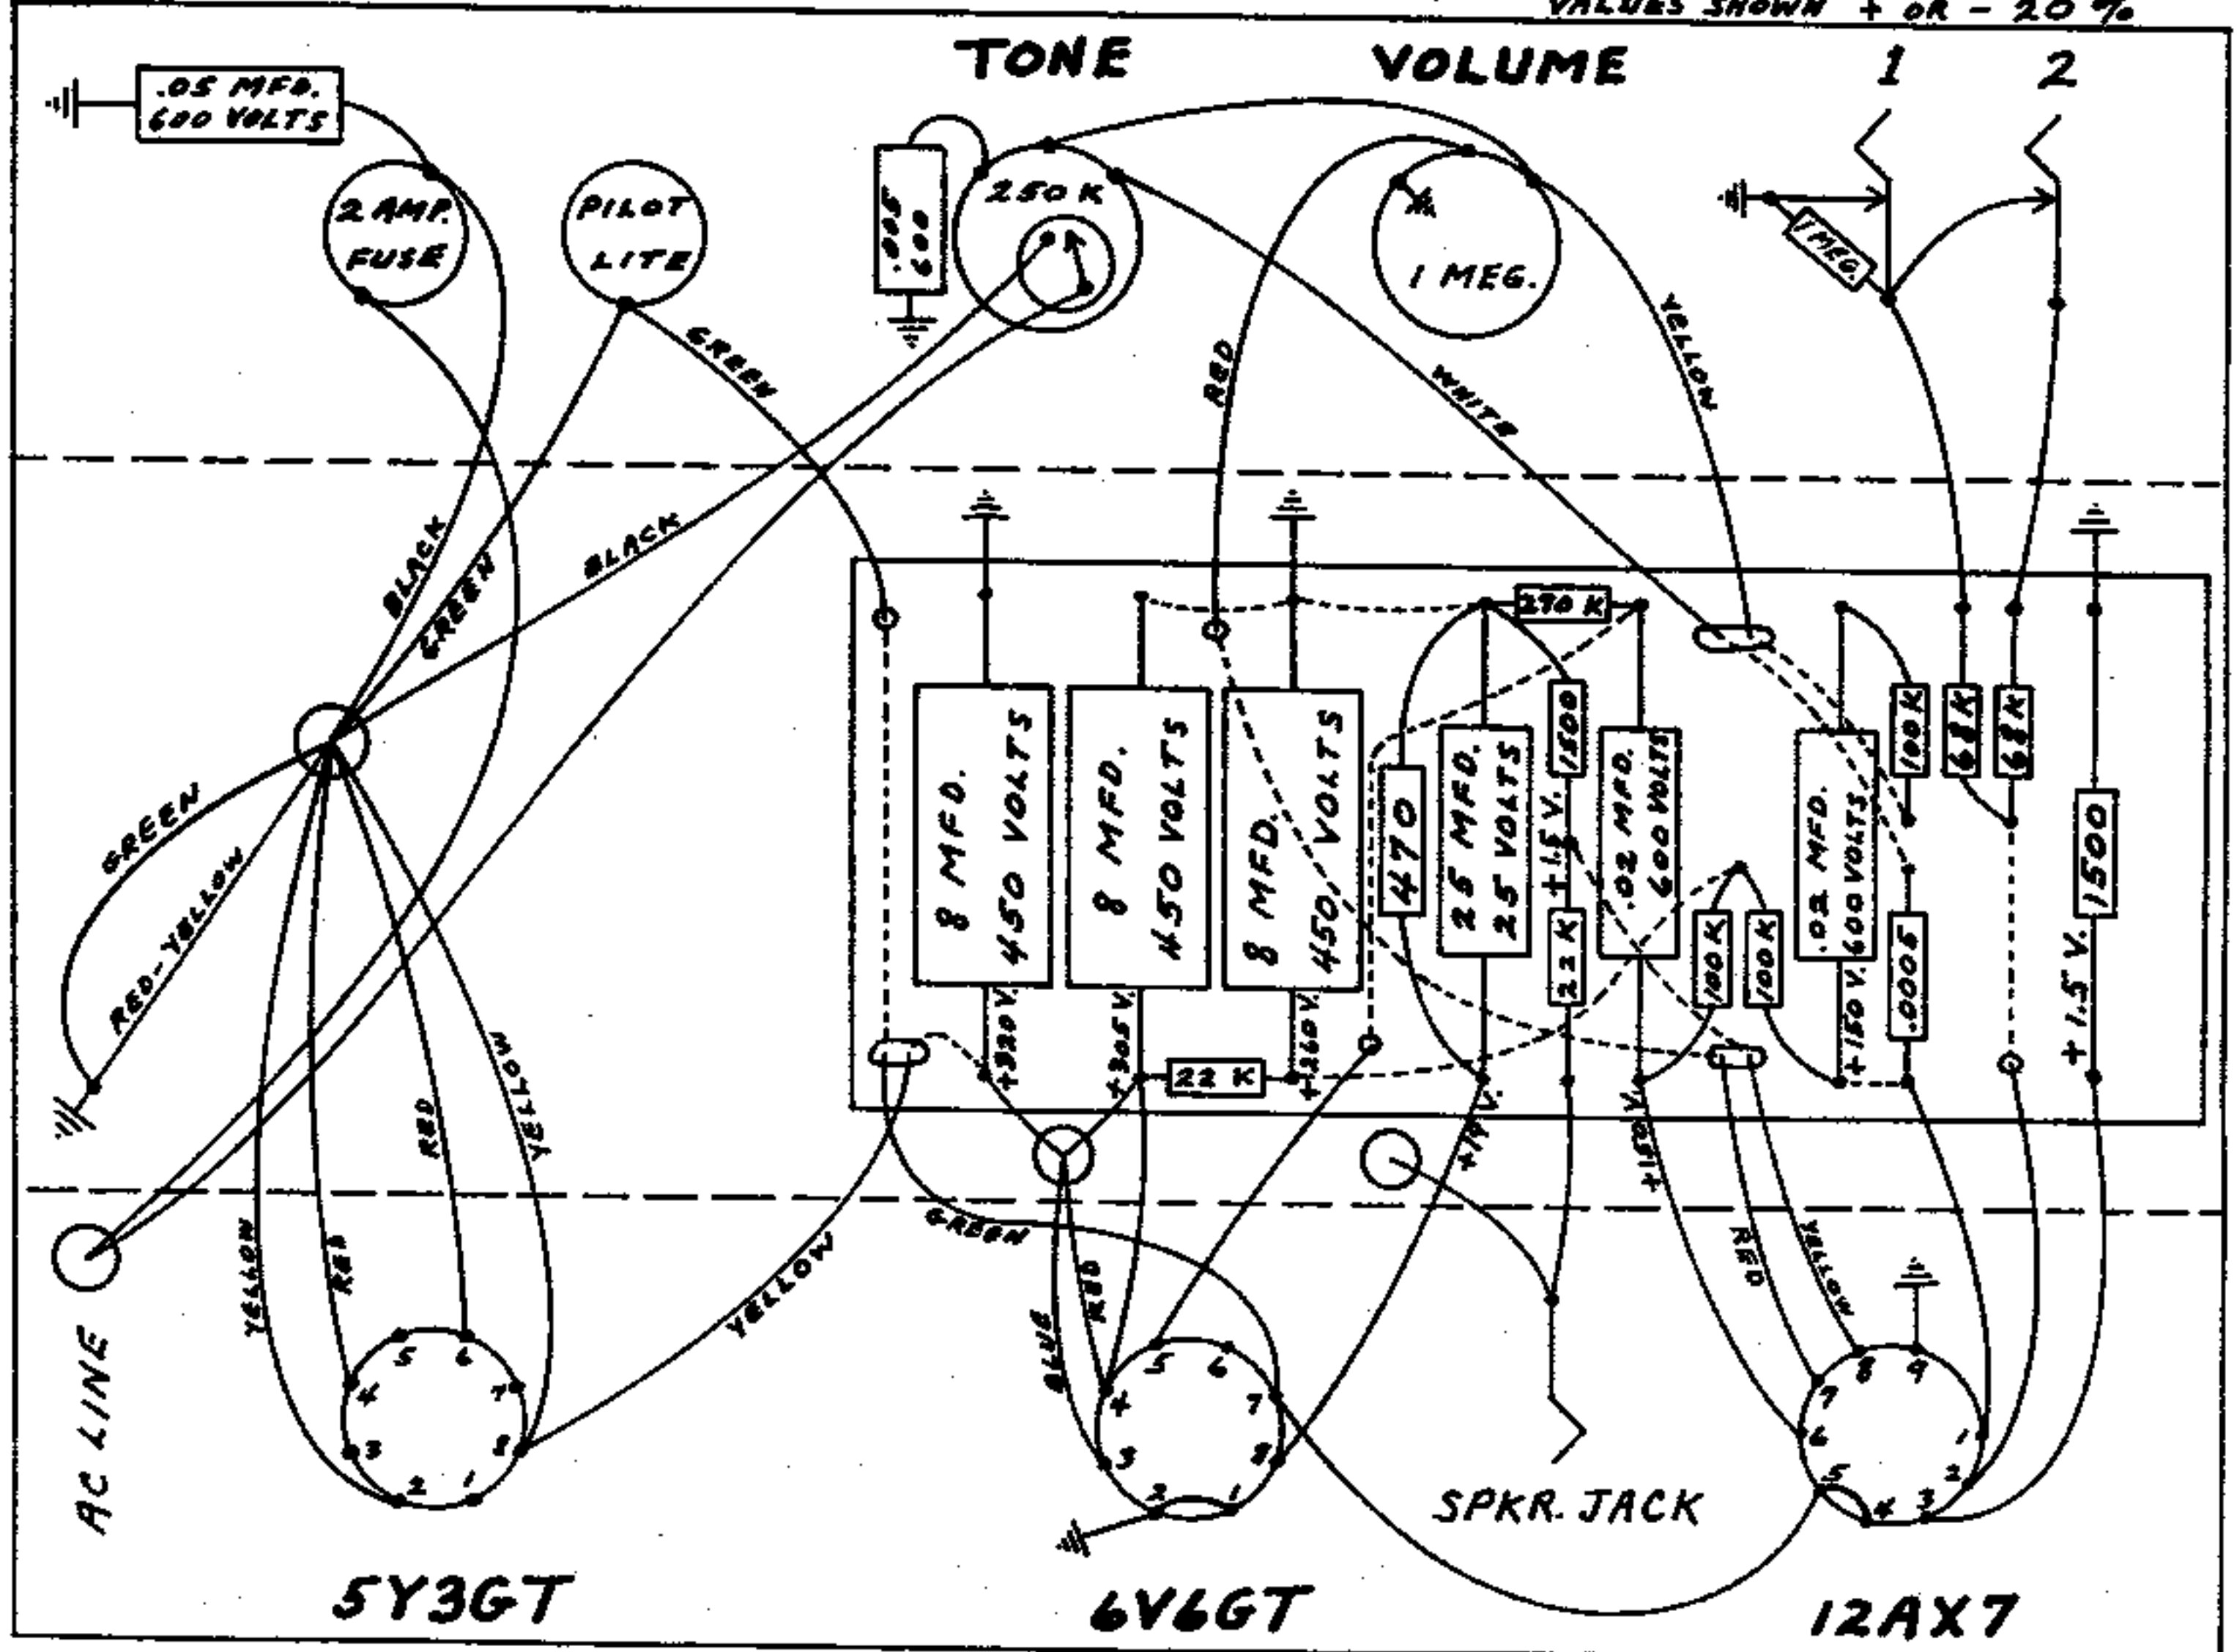 VALUES SHOWN + OR - 20 %
TONE
VOLUME
1
2
.05 MFD.
600 VOLTS
2 AMP.
FUSE
PILOT
LITE
.005
600
250 K
1 MEG.
1 MEG.
GREEN
RED
WHITE
YELLOW
BLACK
GREEN
BLACK
GREEN
RED-YELLOW
270 K
8 MFD.
450 VOLTS
8 MFD.
450 VOLTS
8 MFD.
450 VOLTS
470
25 MFD.
25 VOLTS
1500
+1.5 V.
22 K
.02 MFD.
600 VOLTS
100 K
100 K
.02 MFD.
600 VOLTS
100 K
68 K
68 K
.0005
1500
+320 V.
+305 V.
22 K
+260 V.
+150 V.
+1.5 V.
+19 V.
+150 V.
RED
YELLOW
YELLOW
RED
YELLOW
GREEN
BLUE
RED
RED
YELLOW
AC LINE
5 6
4 7
3 8
2 1
5 6
4 7
3 8
2 1
8 9
7
6 1
5 4 3 2
SPKR. JACK
5Y3GT
6V6GT
12AX7